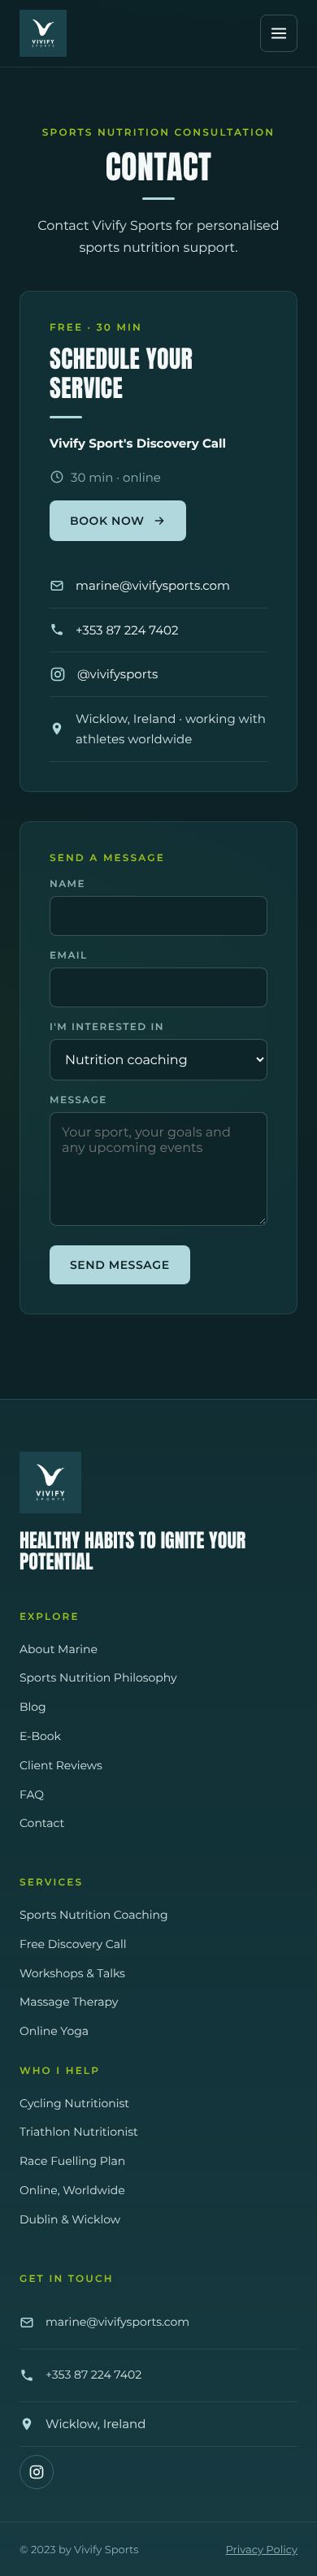 VIVIFY
SPORTS
SPORTS NUTRITION CONSULTATION
CONTACT
Contact Vivify Sports for personalised
sports nutrition support.
FREE · 30 MIN
SCHEDULE YOUR
SERVICE
Vivify Sport's Discovery Call
30 min · online
BOOK NOW →
marine@vivifysports.com
+353 87 224 7402
@vivifysports
Wicklow, Ireland · working with
athletes worldwide
SEND A MESSAGE
NAME
EMAIL
I'M INTERESTED IN
Nutrition coaching
MESSAGE
Your sport, your goals and
any upcoming events
SEND MESSAGE
VIVIFY
SPORTS
HEALTHY HABITS TO IGNITE YOUR
POTENTIAL
EXPLORE
About Marine
Sports Nutrition Philosophy
Blog
E-Book
Client Reviews
FAQ
Contact
SERVICES
Sports Nutrition Coaching
Free Discovery Call
Workshops & Talks
Massage Therapy
Online Yoga
WHO I HELP
Cycling Nutritionist
Triathlon Nutritionist
Race Fuelling Plan
Online, Worldwide
Dublin & Wicklow
GET IN TOUCH
marine@vivifysports.com
+353 87 224 7402
Wicklow, Ireland
© 2023 by Vivify Sports
Privacy Policy